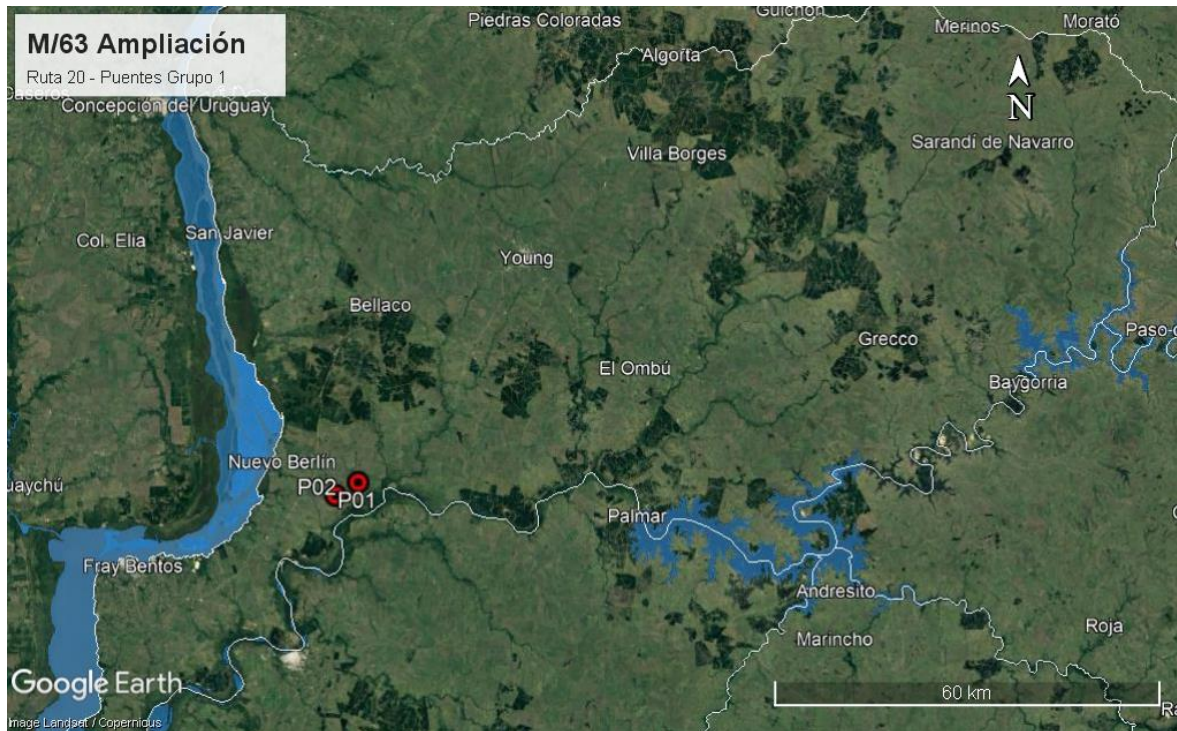 M/63 Ampliación
Ruta 20 - Puentes Grupo 1
Piedras Coloradas
Guichón
Merinos
Morató
Algorta
Caseros
Concepción del Uruguay
N
Villa Borges
Sarandí de Navarro
Col. Elia
San Javier
Young
Bellaco
Grecco
Paso-d
El Ombú
Baygorria
Nuevo Berlín
uaychú
P02
P01
Palmar
Fray Bentos
Andresito
Marincho
Roja
Google Earth
60 km
Image Landsat / Copernicus
Ra